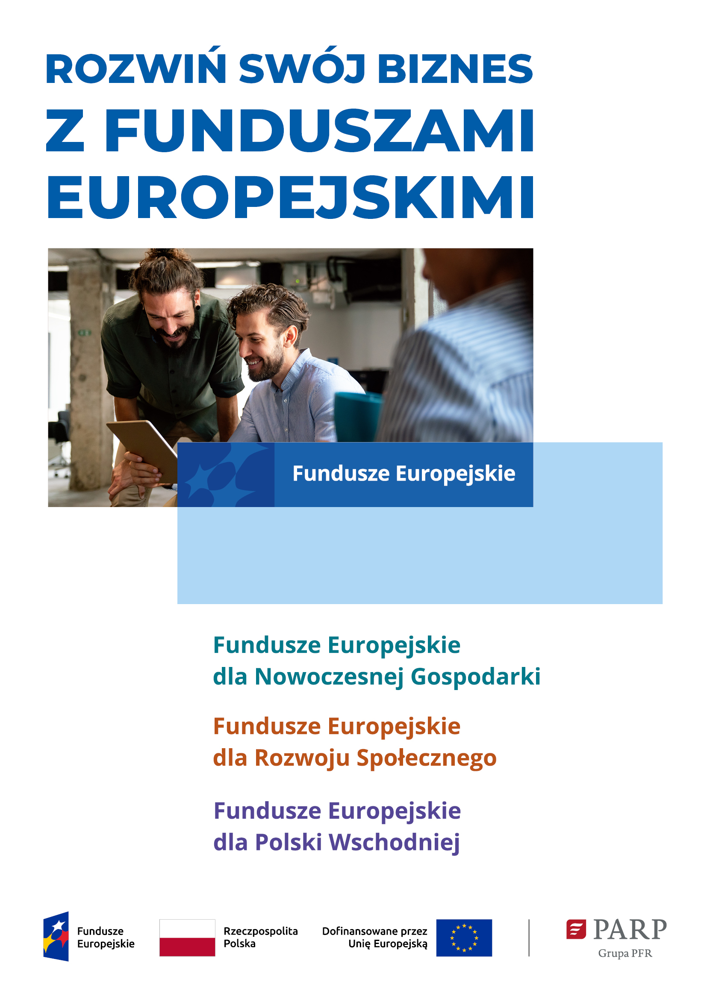 ROZWIŃ SWÓJ BIZNES
Z FUNDUSZAMI
EUROPEJSKIMI
Fundusze Europejskie
Fundusze Europejskie
dla Nowoczesnej Gospodarki
Fundusze Europejskie
dla Rozwoju Społecznego
Fundusze Europejskie
dla Polski Wschodniej
Fundusze
Europejskie
Rzeczpospolita
Polska
Dofinansowane przez
Unię Europejską
PARP
Grupa PFR